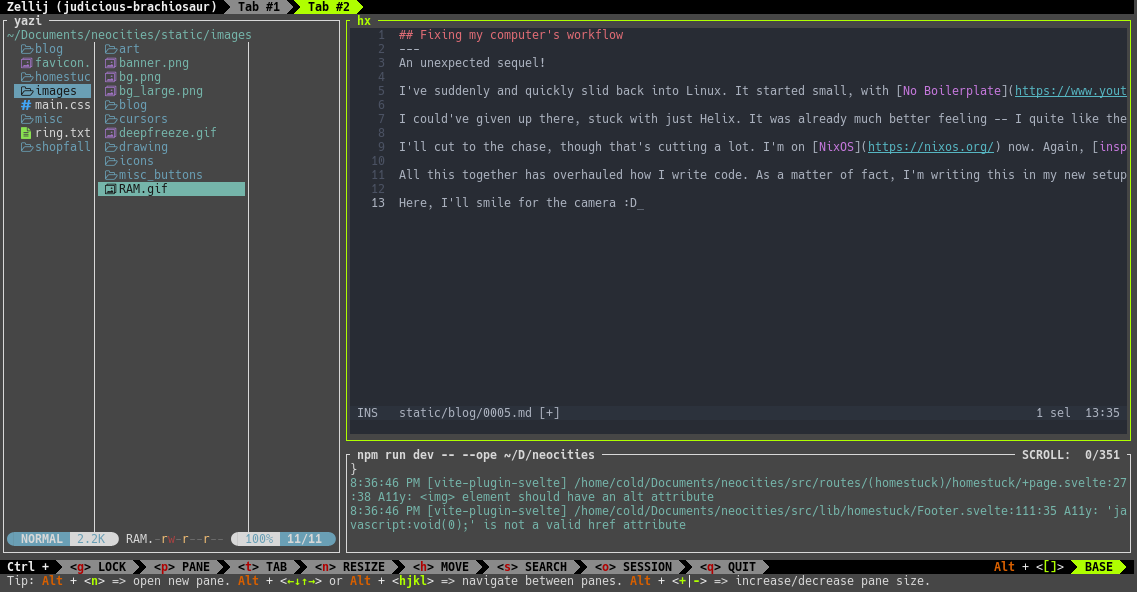 Zellij (judicious-brachiosaur) Tab #1 Tab #2
yazi
~/Documents/neocities/static/images
blog
favicon.
homestuc
images
main.css
misc
ring.txt
shopfall
art
banner.png
bg.png
bg_large.png
blog
cursors
deepfreeze.gif
drawing
icons
misc_buttons
RAM.gif
NORMAL 2.2K RAM.-rw-r--r-- 100% 11/11
hx
1 ## Fixing my computer's workflow
2 ---
3 An unexpected sequel!
4
5 I've suddenly and quickly slid back into Linux. It started small, with [No Boilerplate](https://www.yout
6
7 I could've given up there, stuck with just Helix. It was already much better feeling -- I quite like the
8
9 I'll cut to the chase, though that's cutting a lot. I'm on [NixOS](https://nixos.org/) now. Again, [insp
10
11 All this together has overhauled how I write code. As a matter of fact, I'm writing this in my new setup
12
13 Here, I'll smile for the camera :D_
INS static/blog/0005.md [+] 1 sel 13:35
npm run dev -- --ope ~/D/neocities SCROLL: 0/351
}
8:36:46 PM [vite-plugin-svelte] /home/cold/Documents/neocities/src/routes/(homestuck)/homestuck/+page.svelte:27
:38 A11y: <img> element should have an alt attribute
8:36:46 PM [vite-plugin-svelte] /home/cold/Documents/neocities/src/lib/homestuck/Footer.svelte:111:35 A11y: 'ja
vascript:void(0);' is not a valid href attribute
Ctrl + <g> LOCK <p> PANE <t> TAB <n> RESIZE <h> MOVE <s> SEARCH <o> SESSION <q> QUIT Alt + <[]> BASE
Tip: Alt + <n> => open new pane. Alt + <←↓↑→> or Alt + <hjkl> => navigate between panes. Alt + <+|-> => increase/decrease pane size.